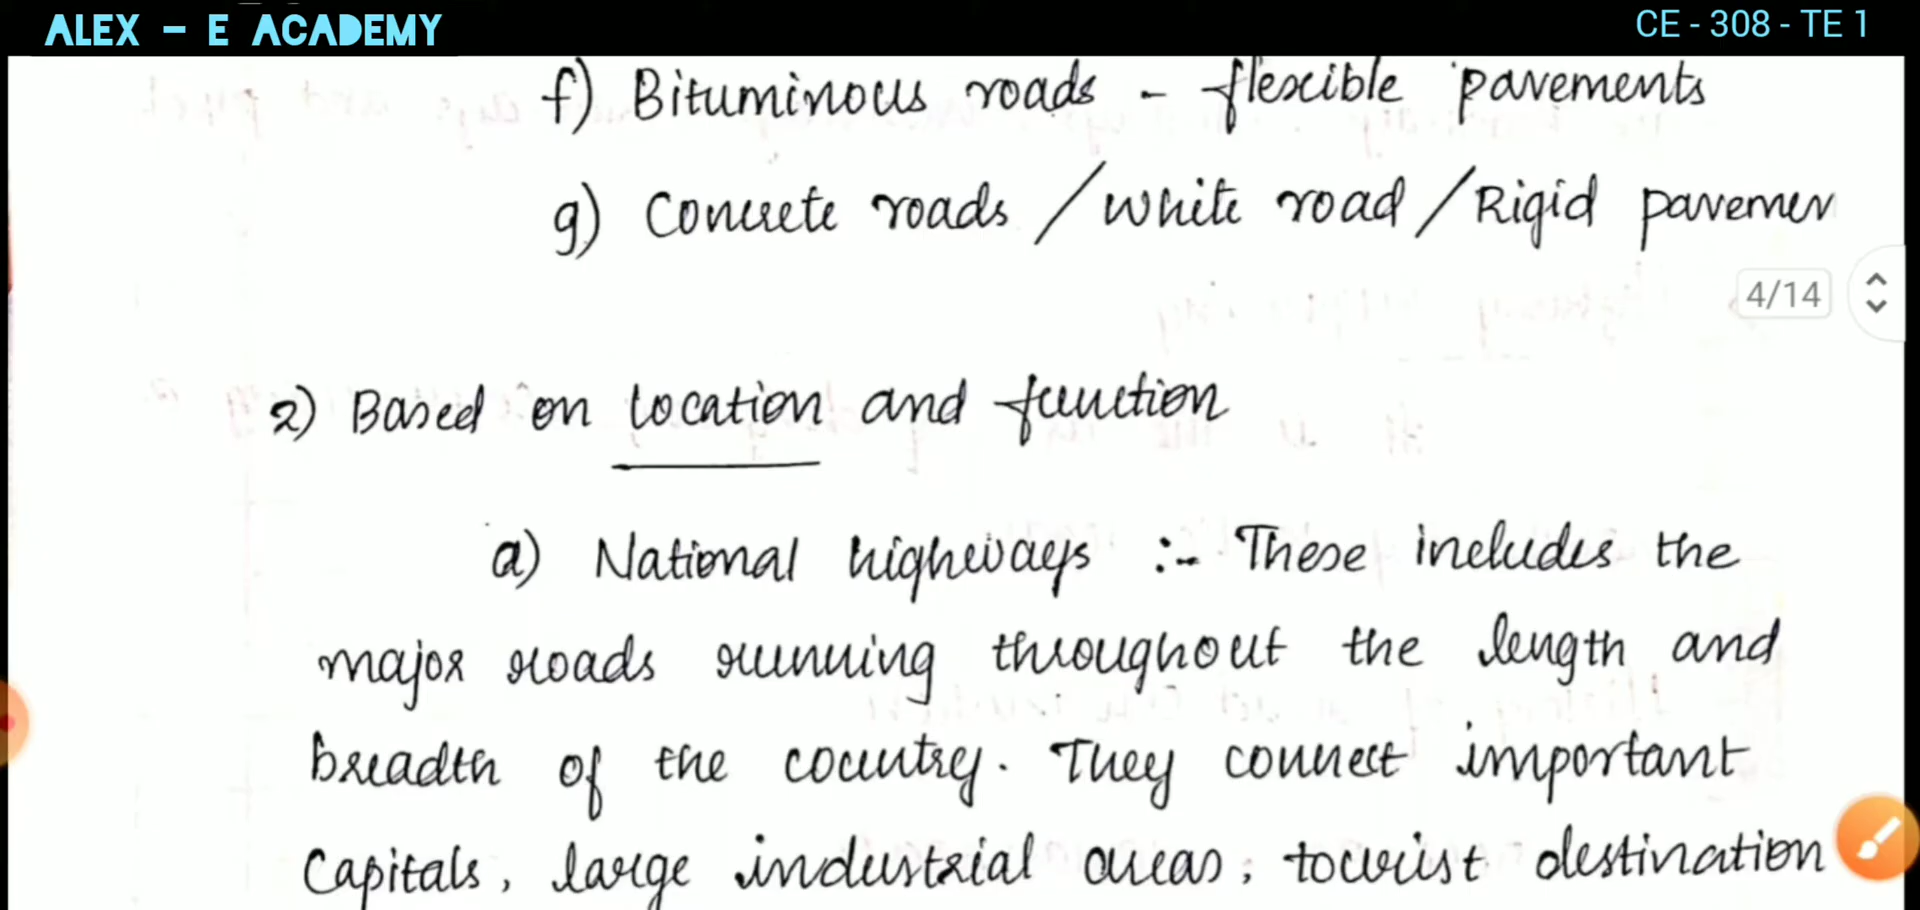 ALEX - E ACADEMY
CE - 308 - TE 1
f) Bituminous roads - flexible pavements
g) Concrete roads / white road / Rigid pavemen
4/14
2) Based on location and function
a) National highways :- These includes the
major roads running throughout the length and
breadth of the country. They connect important
Capitals, large industrial areas, tourist destination